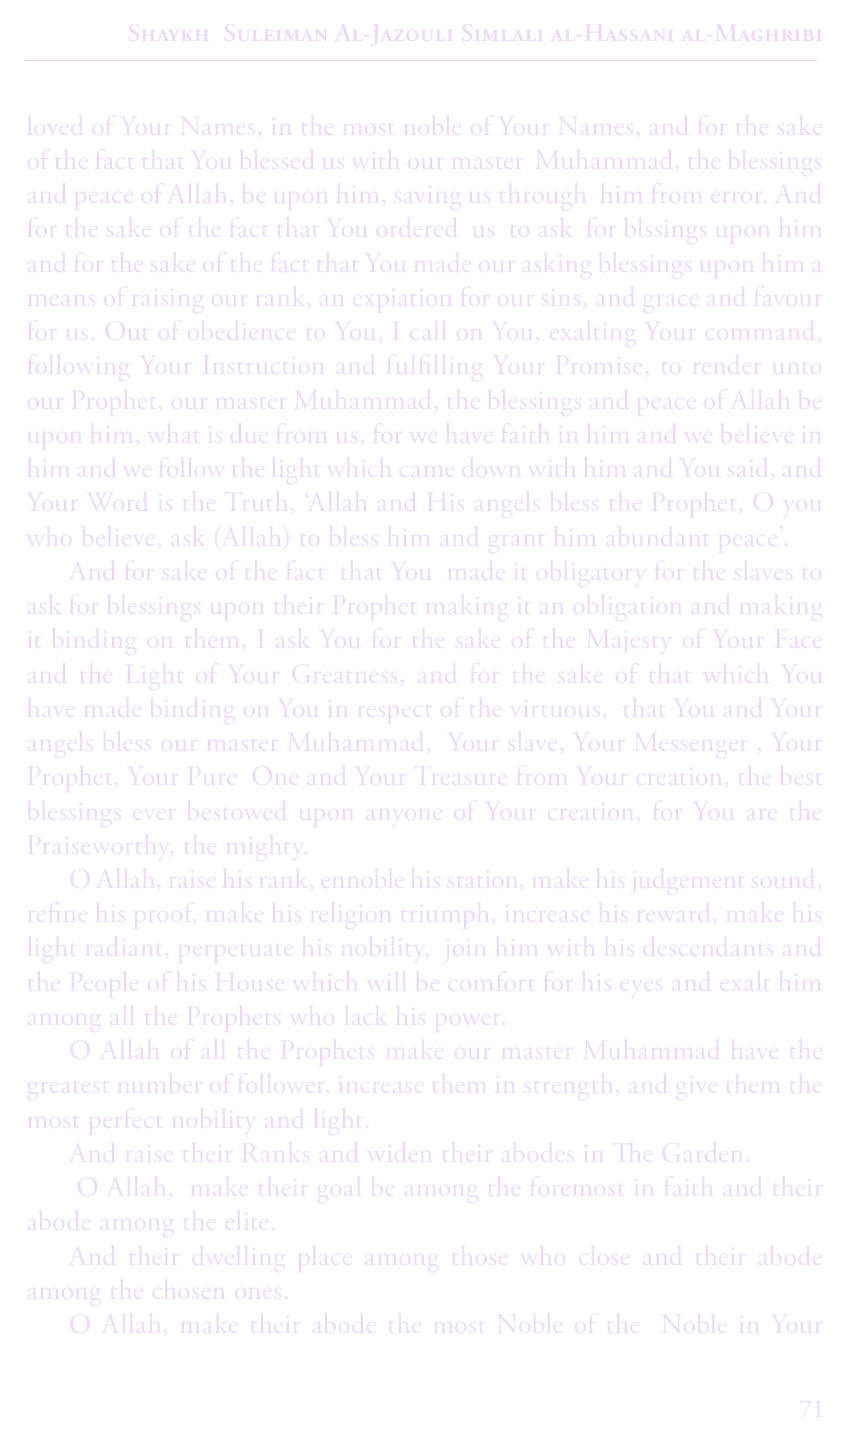 Shaykh Suleiman Al-Jazouli Simlali al-Hassani al-Maghribi
loved of Your Names, in the most noble of Your Names, and for the sake
of the fact that You blessed us with our master Muhammad, the blessings
and peace of Allah, be upon him, saving us through him from error. And
for the sake of the fact that You ordered us to ask for blssings upon him
and for the sake of the fact that You made our asking blessings upon him a
means of raising our rank, an expiation for our sins, and grace and favour
for us. Out of obedience to You, I call on You, exalting Your command,
following Your Instruction and fulfilling Your Promise, to render unto
our Prophet, our master Muhammad, the blessings and peace of Allah be
upon him, what is due from us, for we have faith in him and we believe in
him and we follow the light which came down with him and You said, and
Your Word is the Truth, ‘Allah and His angels bless the Prophet, O you
who believe, ask (Allah) to bless him and grant him abundant peace’.
And for sake of the fact that You made it obligatory for the slaves to
ask for blessings upon their Prophet making it an obligation and making
it binding on them, I ask You for the sake of the Majesty of Your Face
and the Light of Your Greatness, and for the sake of that which You
have made binding on You in respect of the virtuous, that You and Your
angels bless our master Muhammad, Your slave, Your Messenger , Your
Prophet, Your Pure One and Your Treasure from Your creation, the best
blessings ever bestowed upon anyone of Your creation, for You are the
Praiseworthy, the mighty.
O Allah, raise his rank, ennoble his station, make his judgement sound,
refine his proof, make his religion triumph, increase his reward, make his
light radiant, perpetuate his nobility, join him with his descendants and
the People of his House which will be comfort for his eyes and exalt him
among all the Prophets who lack his power.
O Allah of all the Prophets make our master Muhammad have the
greatest number of follower, increase them in strength, and give them the
most perfect nobility and light.
And raise their Ranks and widen their abodes in The Garden.
O Allah, make their goal be among the foremost in faith and their
abode among the elite.
And their dwelling place among those who close and their abode
among the chosen ones.
O Allah, make their abode the most Noble of the Noble in Your
71